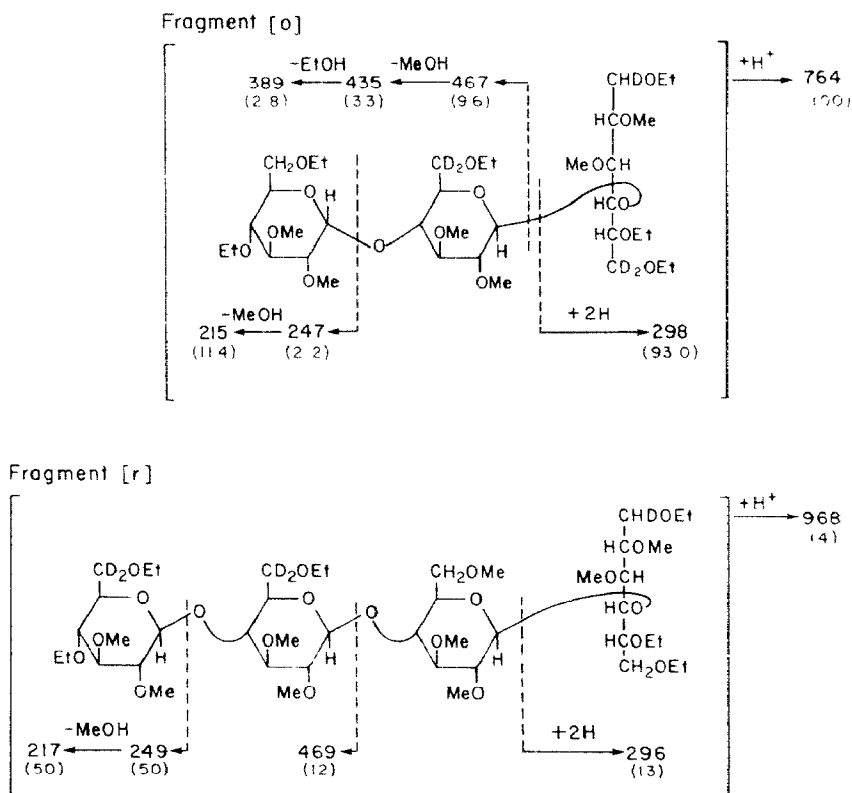 Fragment [o]
-EtOH -MeOH
389 435 467
(2 8) (33) (9 6)
+H⁺
764
CHDOEt
HCOMe
MeOCH
HCO
HCOEt
CD₂OEt
CH₂OEt
CD₂OEt
O
H
O
OMe
OMe
EtO
O
H
OMe
OMe
-MeOH
215 247
(11 4) (2 2)
+ 2H
298
(93 0)
Fragment [r]
+H⁺
968
(4)
CHDOEt
HCOMe
MeOCH
HCO
HCOEt
CH₂OEt
CD₂OEt
CD₂OEt
CH₂OMe
O
O
O
O
O
OMe
OMe
OMe
EtO
H
H
H
OMe
MeO
MeO
-MeOH
217 249
(50) (50)
469
(12)
+2H
296
(13)